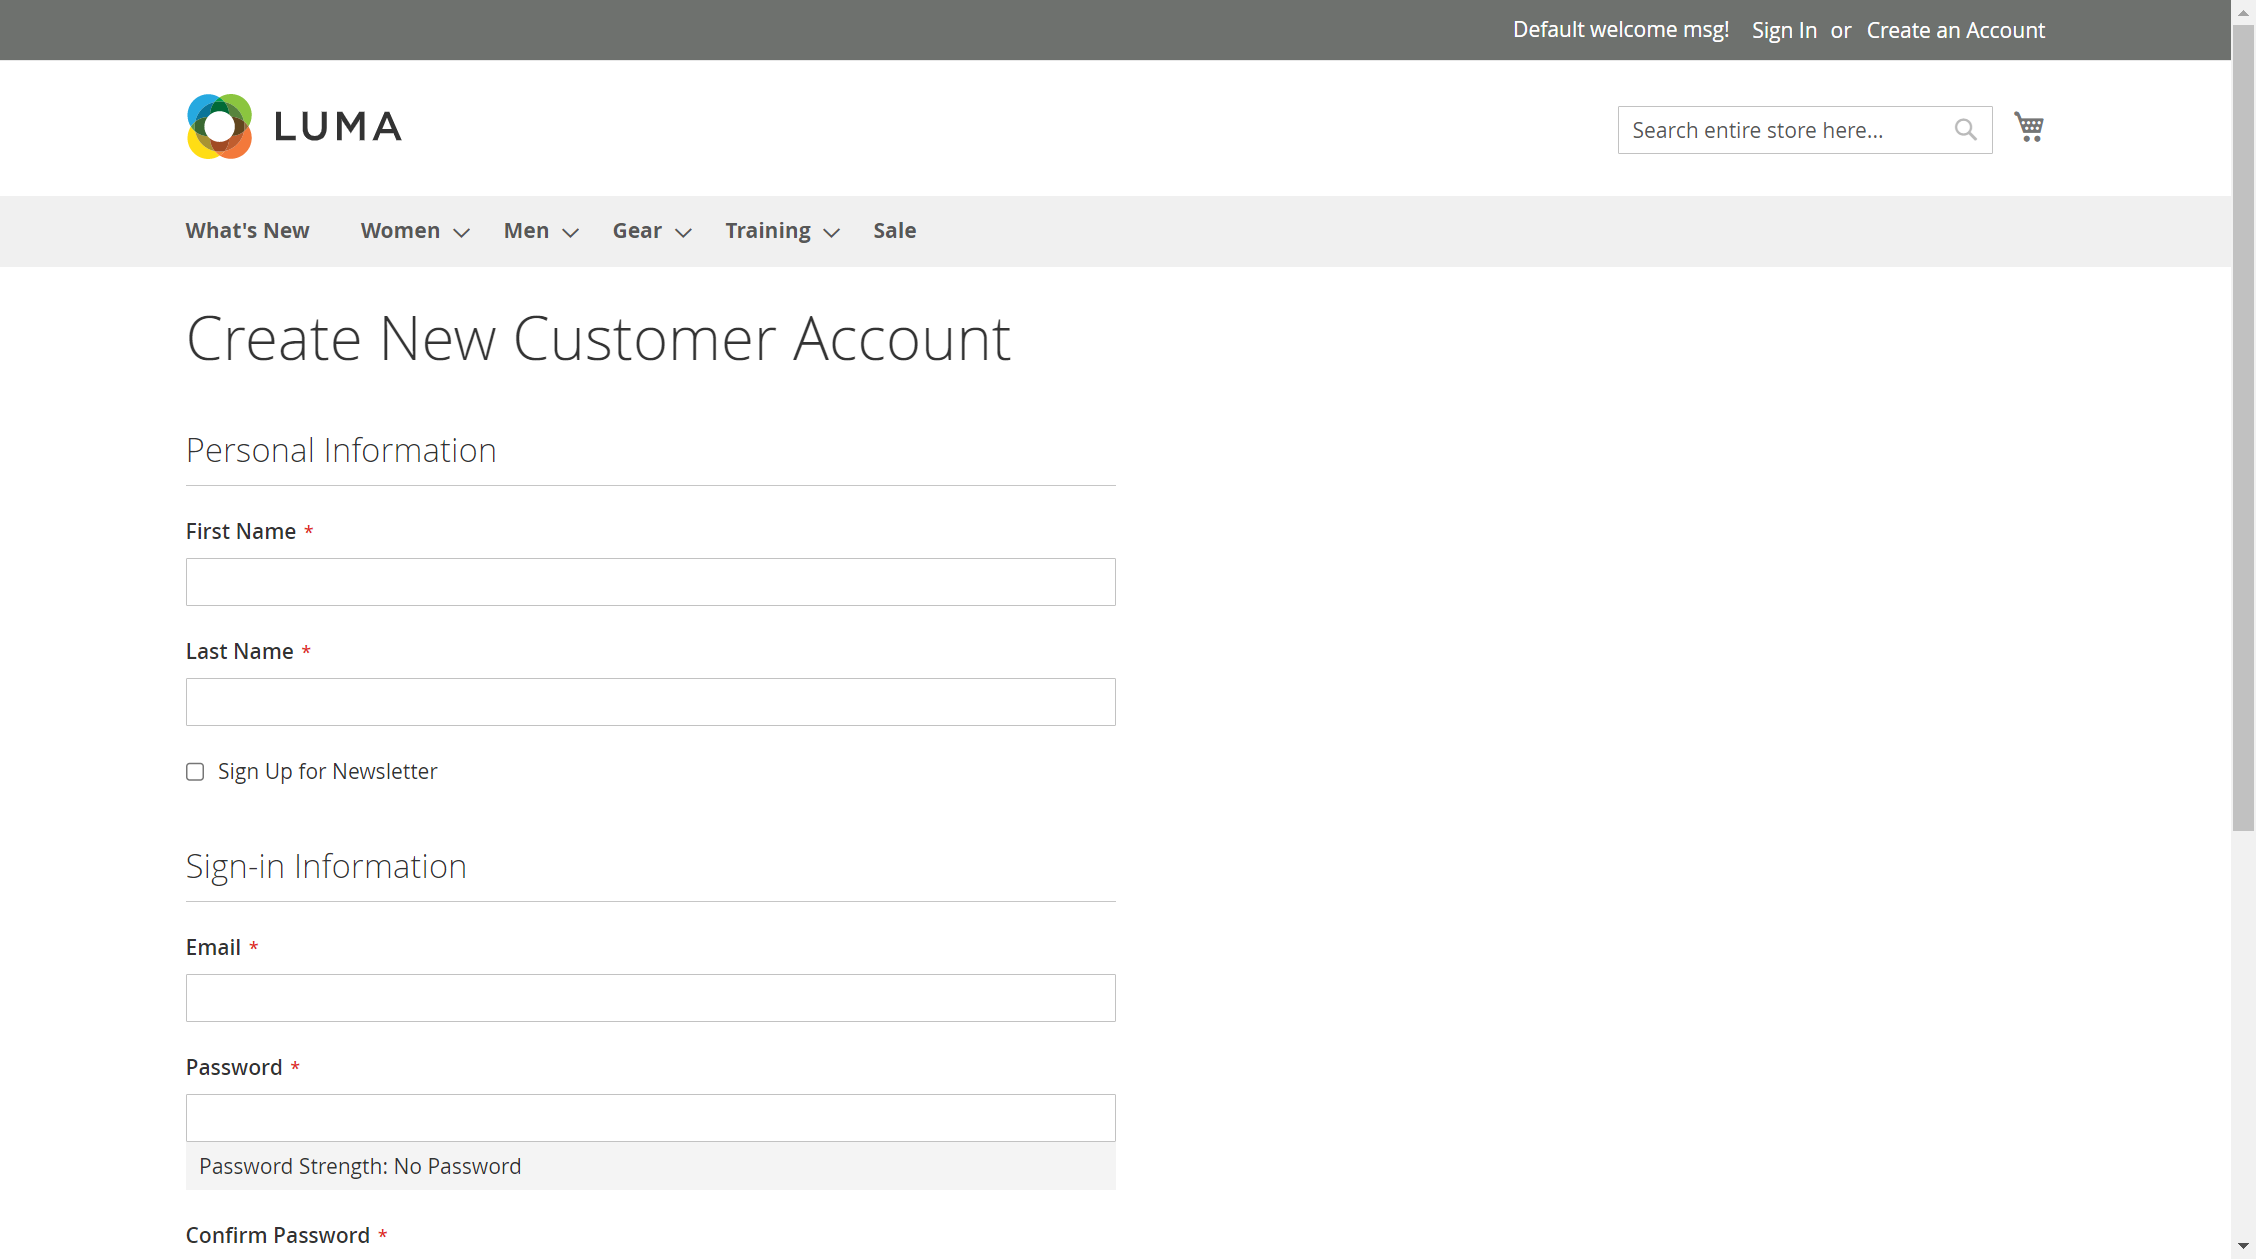 Default welcome msg! Sign In or Create an Account
LUMA
Search entire store here...
What's New Women Men Gear Training Sale
Create New Customer Account
Personal Information
First Name *
Last Name *
Sign Up for Newsletter
Sign-in Information
Email *
Password *
Password Strength: No Password
Confirm Password *